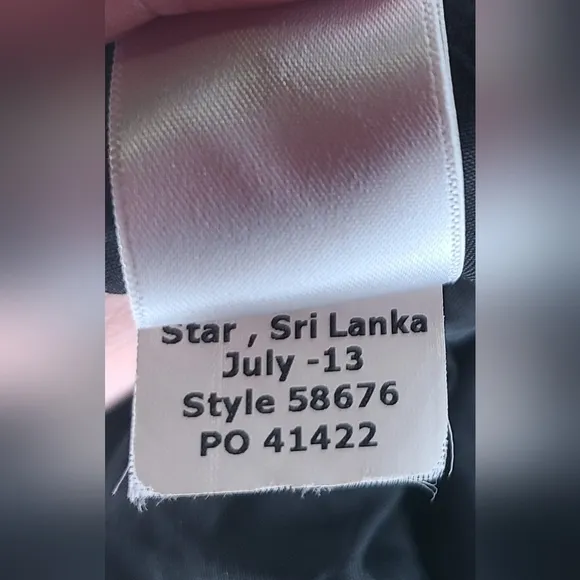 Star , Sri Lanka
July -13
Style 58676
PO 41422